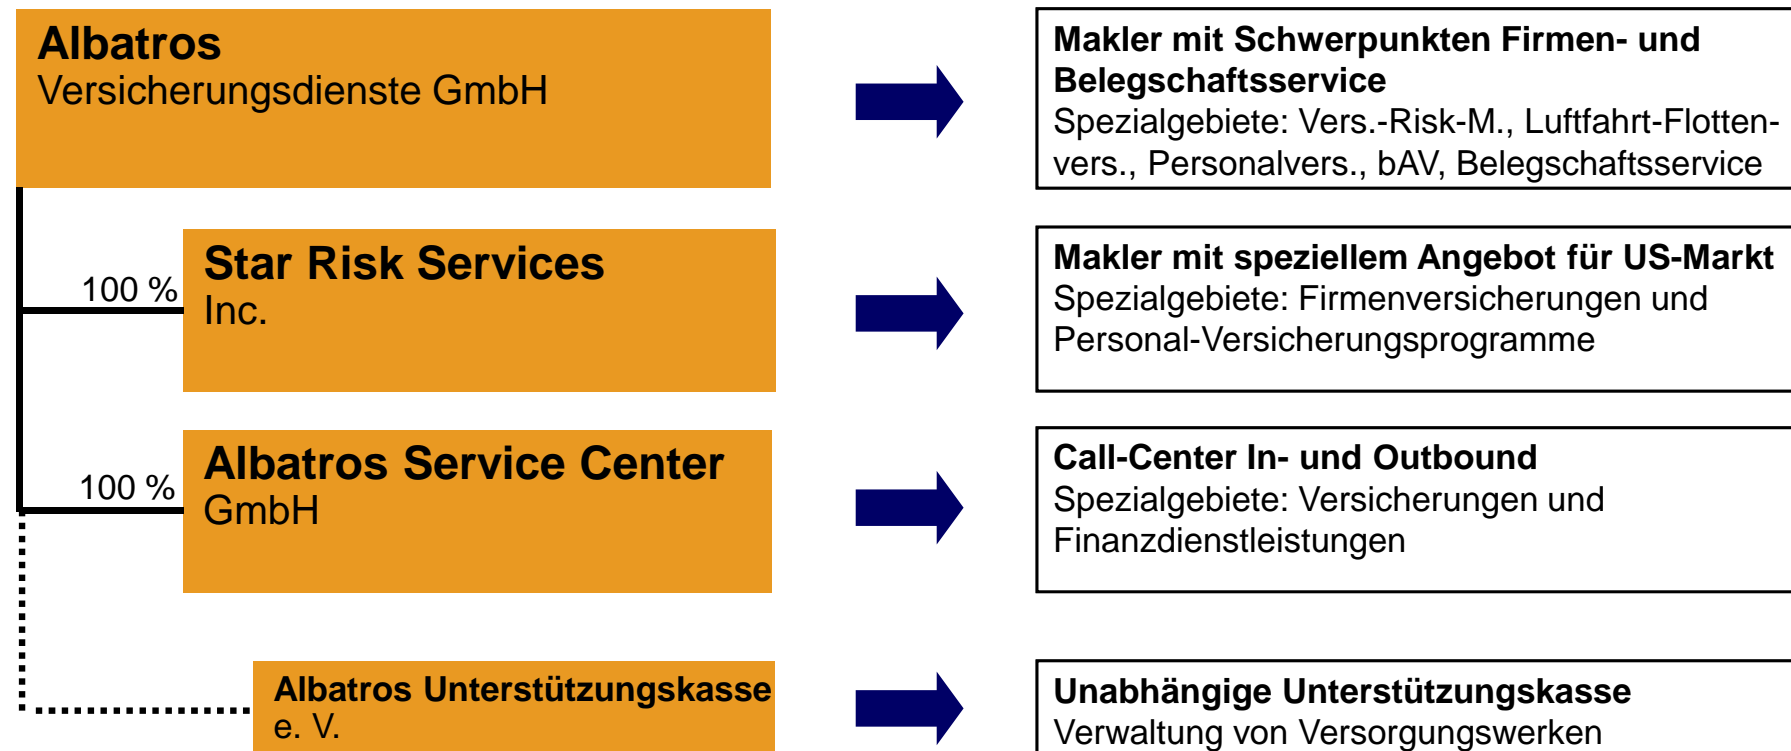 Albatros
Versicherungsdienste GmbH
Makler mit Schwerpunkten Firmen- und
Belegschaftsservice
Spezialgebiete: Vers.-Risk-M., Luftfahrt-Flotten-
vers., Personalvers., bAV, Belegschaftsservice
100 %
Star Risk Services
Inc.
Makler mit speziellem Angebot für US-Markt
Spezialgebiete: Firmenversicherungen und
Personal-Versicherungsprogramme
100 %
Albatros Service Center
GmbH
Call-Center In- und Outbound
Spezialgebiete: Versicherungen und
Finanzdienstleistungen
Albatros Unterstützungskasse
e. V.
Unabhängige Unterstützungskasse
Verwaltung von Versorgungswerken